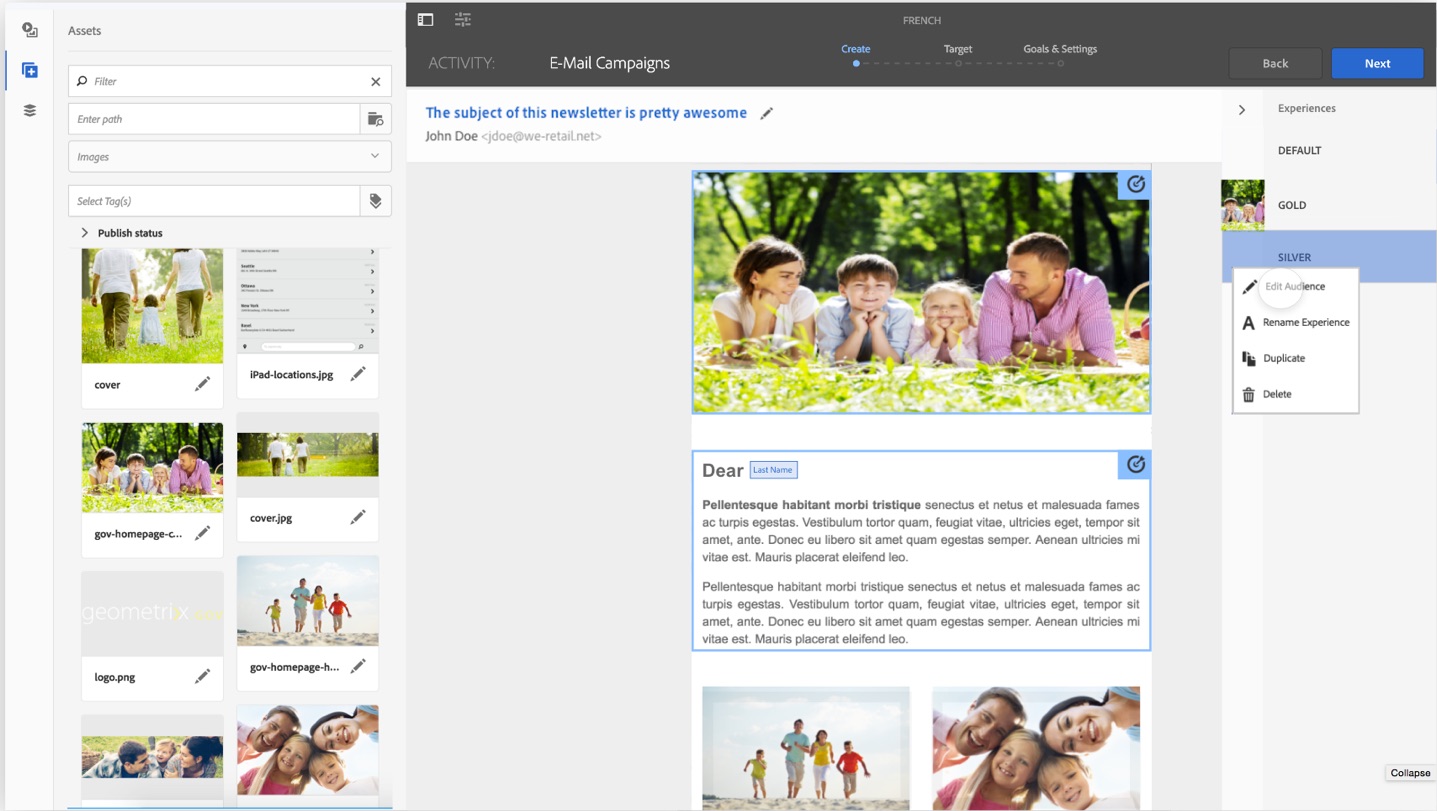 Assets
Filter
Enter path
Images
Select Tag(s)
Publish status
cover
Seattle
Ottawa
New York
Basel
iPad-locations.jpg
gov-homepage-c...
cover.jpg
geometrixx
logo.png
gov-homepage-h...
FRENCH
ACTIVITY:
E-Mail Campaigns
Create
Target
Goals & Settings
Back
Next
The subject of this newsletter is pretty awesome
John Doe <jdoe@we-retail.net>
Dear Last Name
Pellentesque habitant morbi tristique senectus et netus et malesuada fames
ac turpis egestas. Vestibulum tortor quam, feugiat vitae, ultricies eget, tempor sit
amet, ante. Donec eu libero sit amet quam egestas semper. Aenean ultricies mi
vitae est. Mauris placerat eleifend leo.
Pellentesque habitant morbi tristique senectus et netus et malesuada fames ac
turpis egestas. Vestibulum tortor quam, feugiat vitae, ultricies eget, tempor sit
amet, ante. Donec eu libero sit amet quam egestas semper. Aenean ultricies mi
vitae est. Mauris placerat eleifend leo.
Experiences
DEFAULT
GOLD
SILVER
Edit Audience
Rename Experience
Duplicate
Delete
Collapse